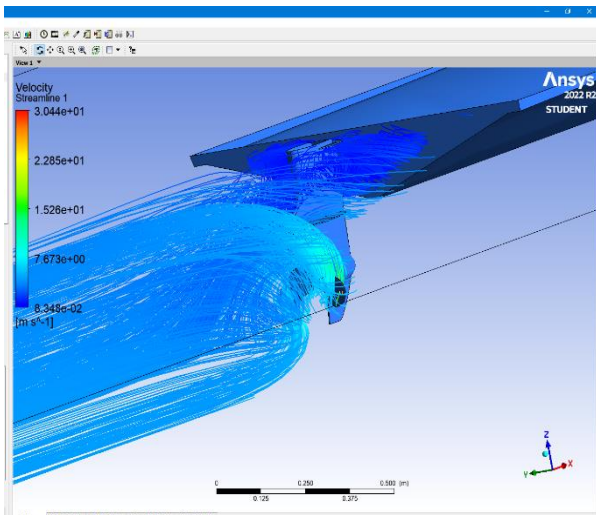 View 1
Ansys
2022 R2
STUDENT
Velocity
Streamline 1
3.044e+01
2.285e+01
1.526e+01
7.673e+00
8.348e-02
[m s^-1]
Z
Y
X
0
0.250
0.500 (m)
0.125
0.375